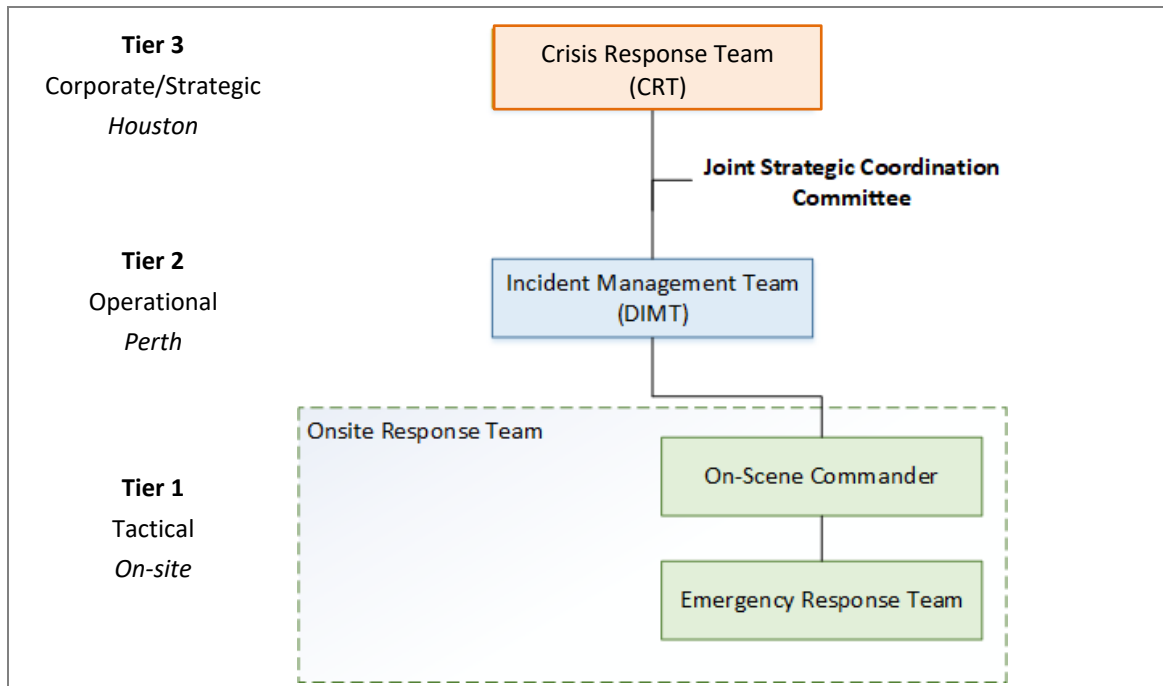 Tier 3
Corporate/Strategic
Houston
Crisis Response Team
(CRT)
Joint Strategic Coordination
Committee
Tier 2
Operational
Perth
Incident Management Team
(DIMT)
Onsite Response Team
Tier 1
Tactical
On-site
On-Scene Commander
Emergency Response Team